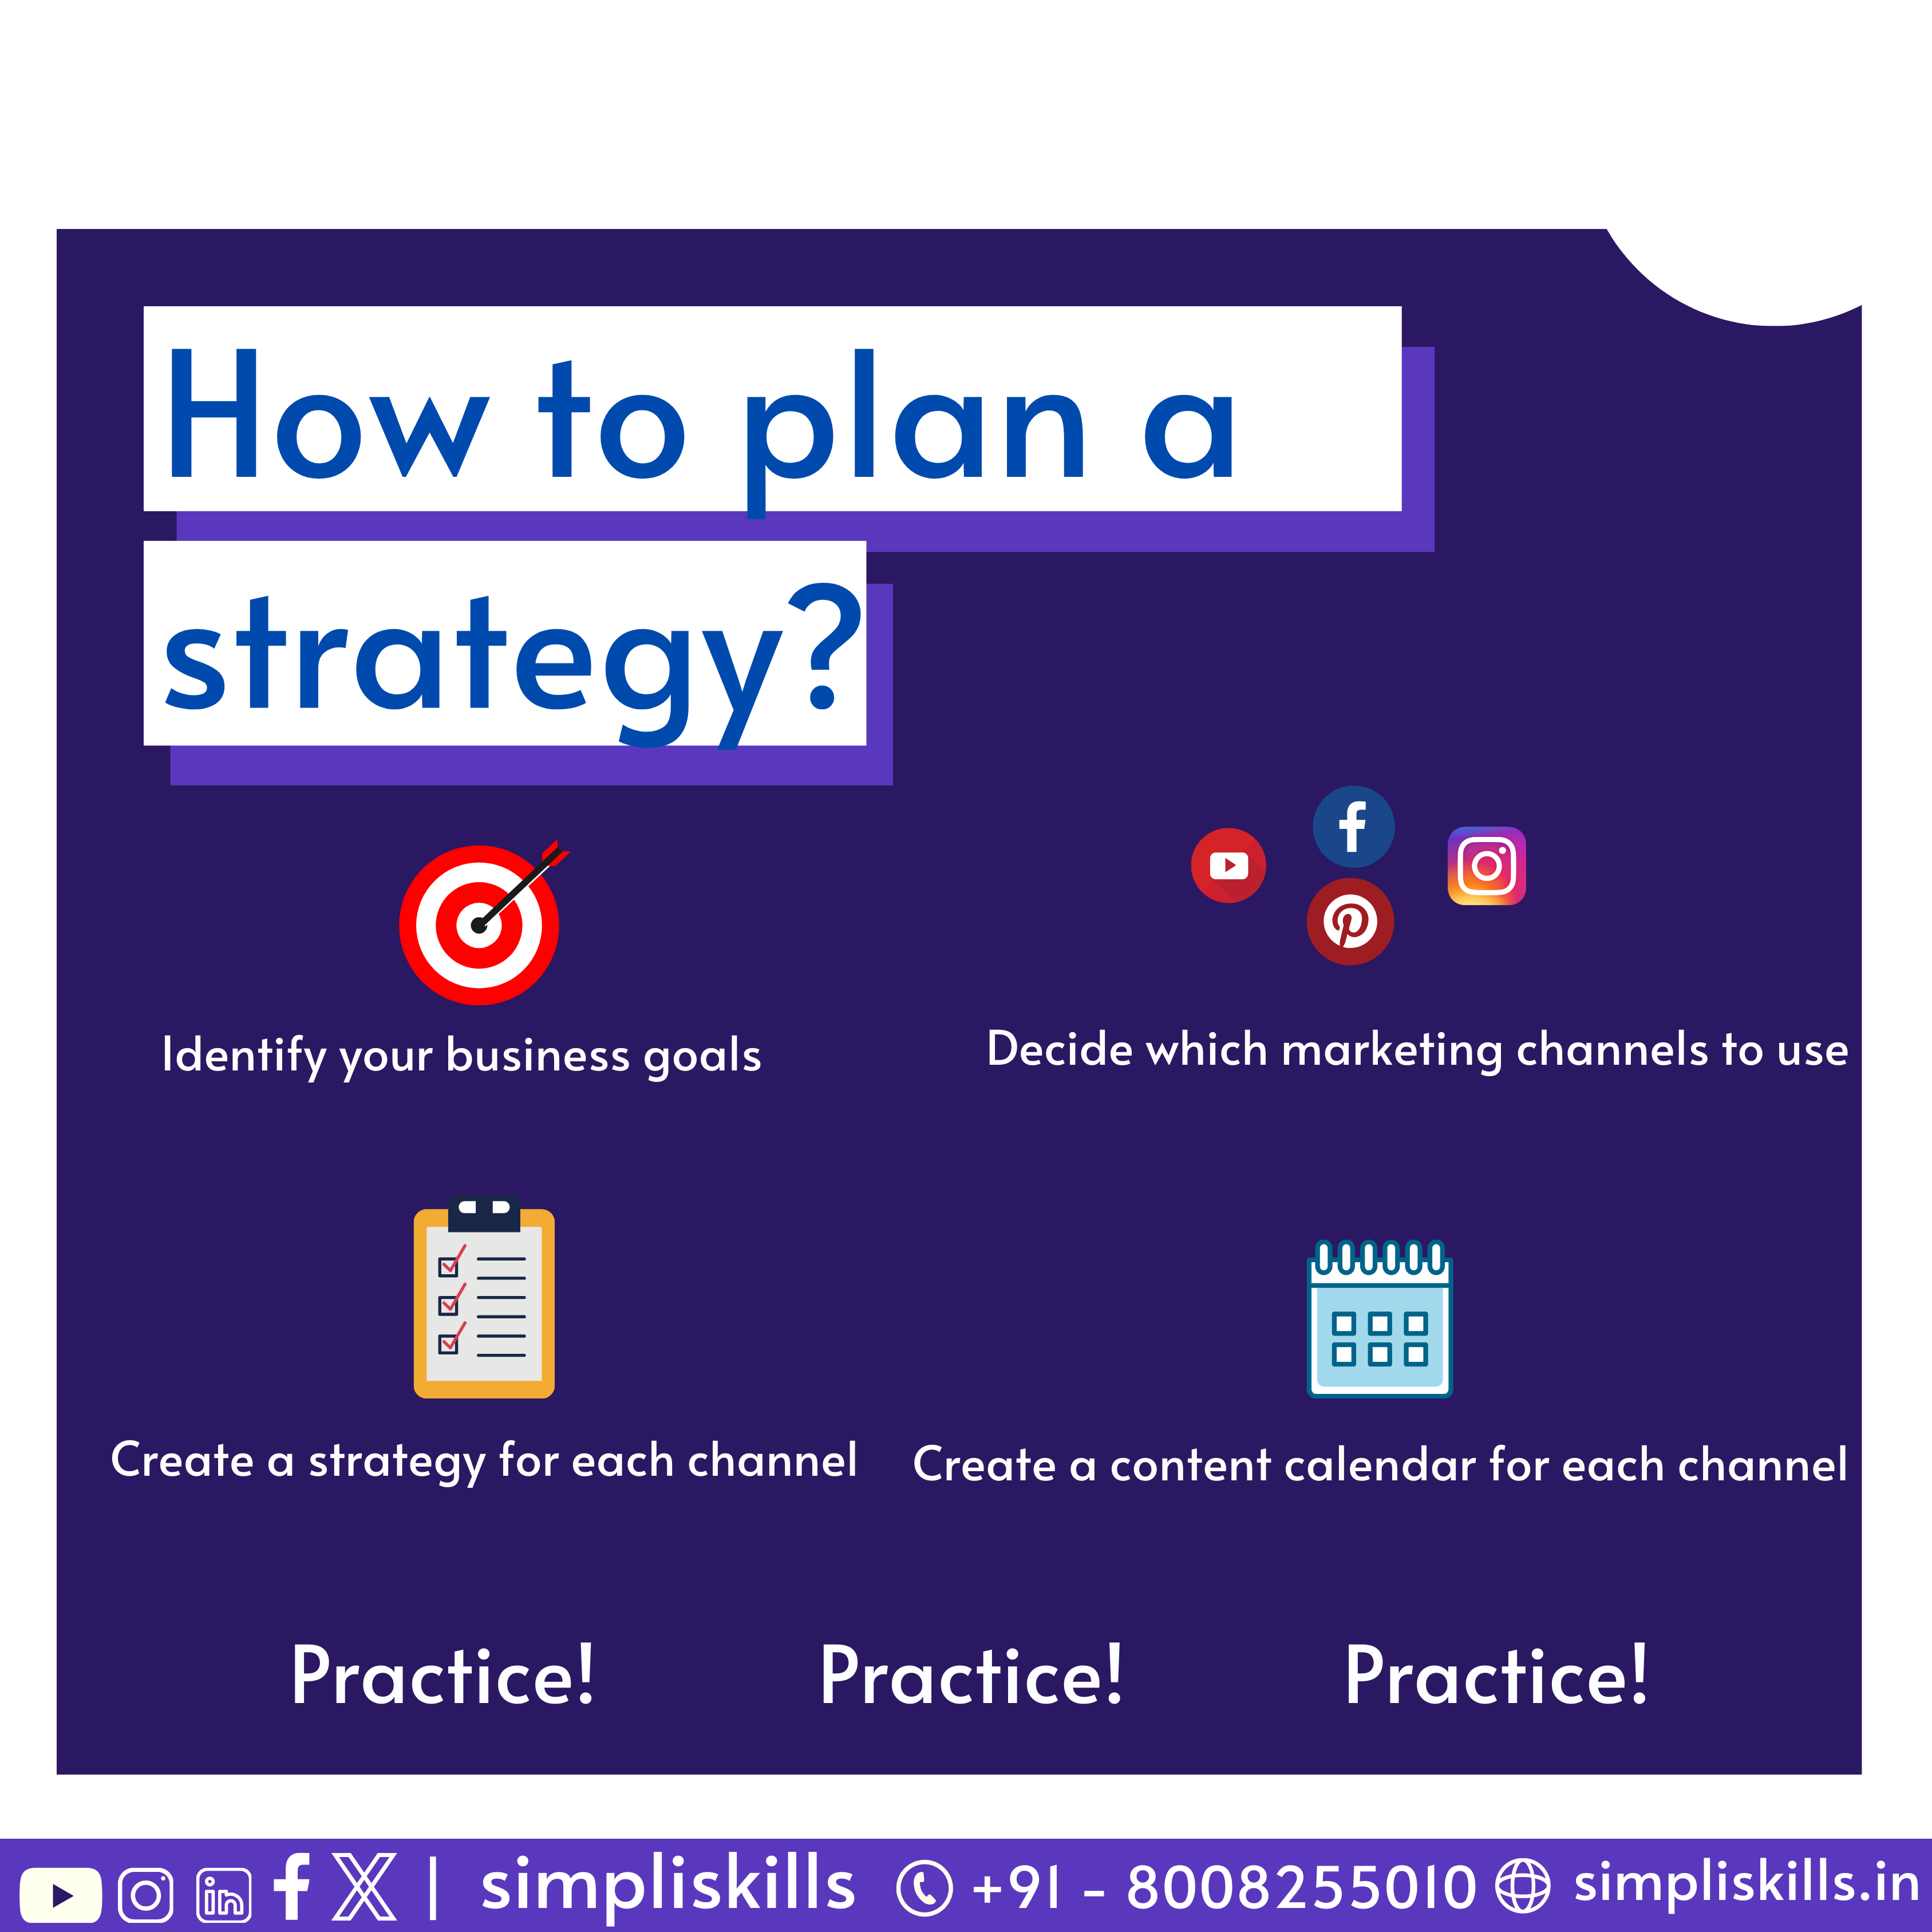 How to plan a
strategy?
Identify your business goals
Decide which marketing channels to use
Create a strategy for each channel
Create a content calendar for each channel
Practice! Practice! Practice!
| simpliskills +91 - 8008255010 simpliskills.in